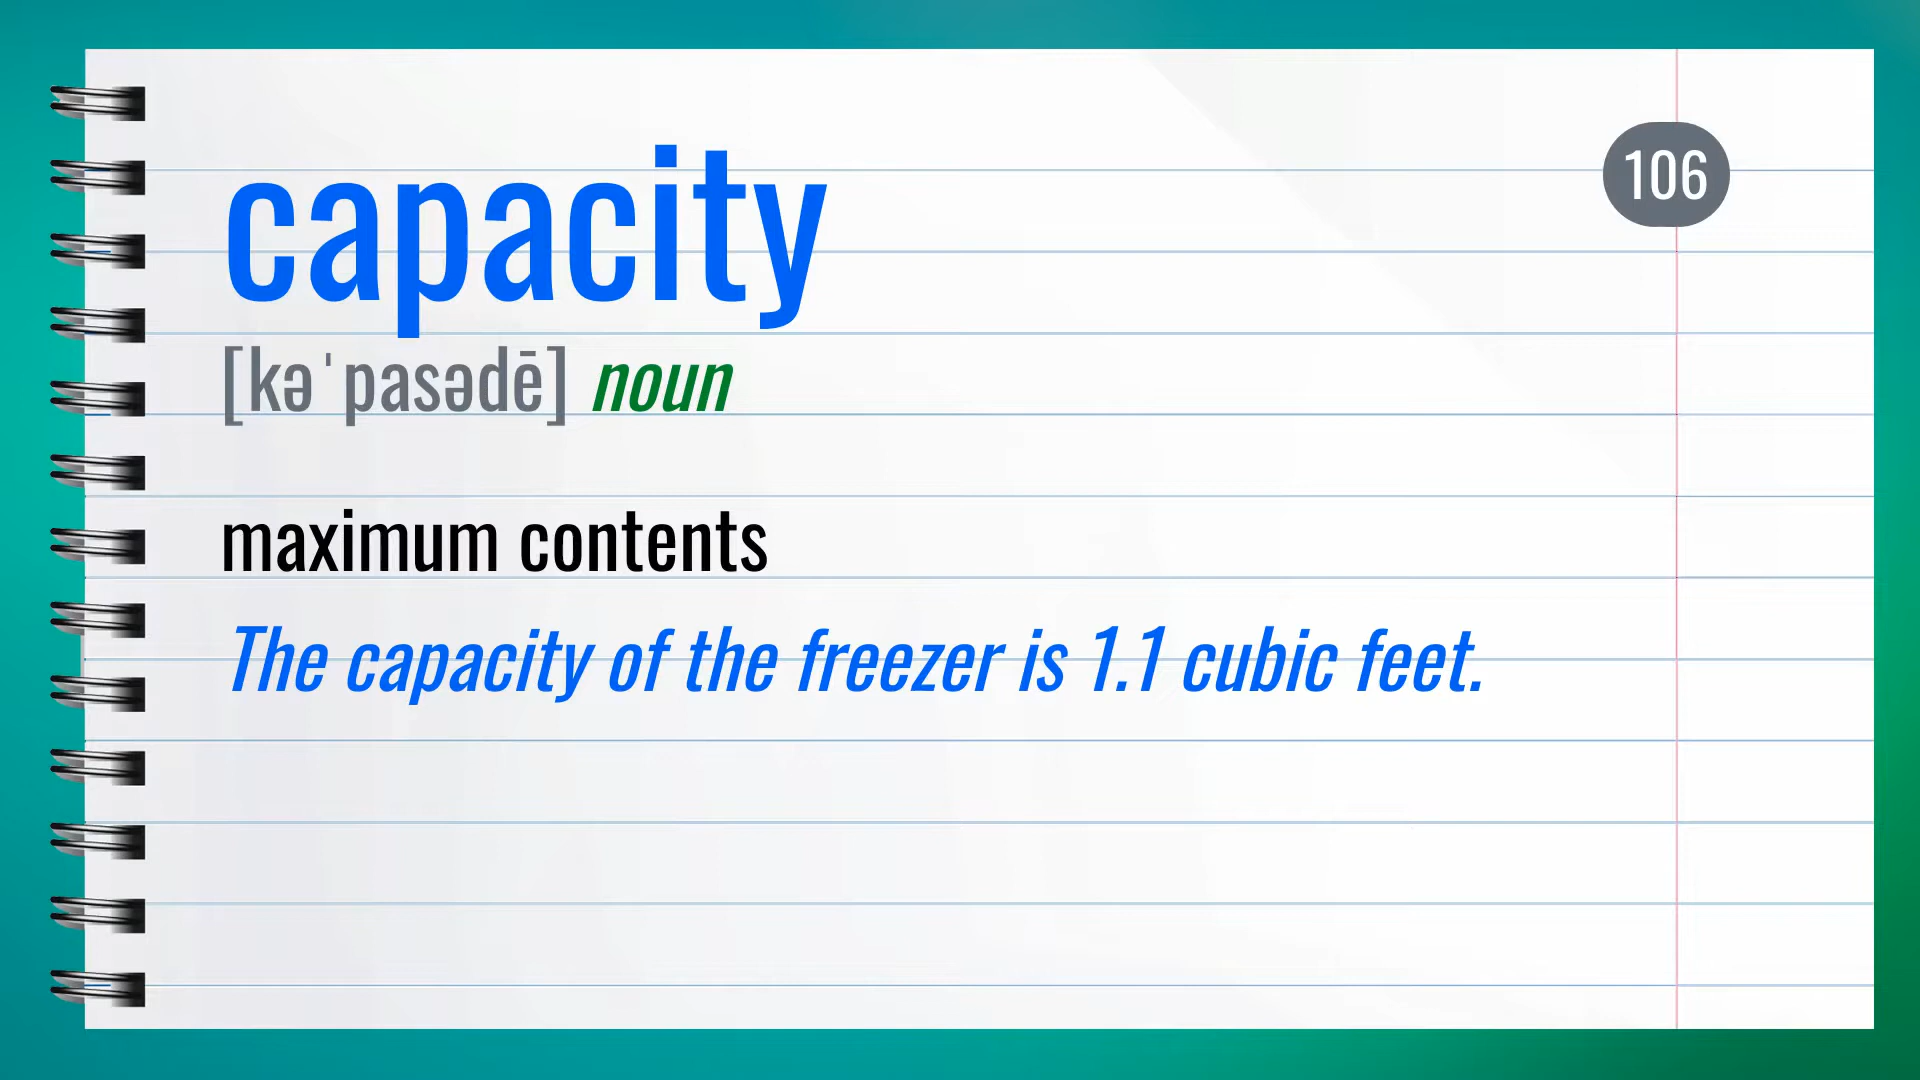 capacity
106
[kəˈpasədē] noun
maximum contents
The capacity of the freezer is 1.1 cubic feet.